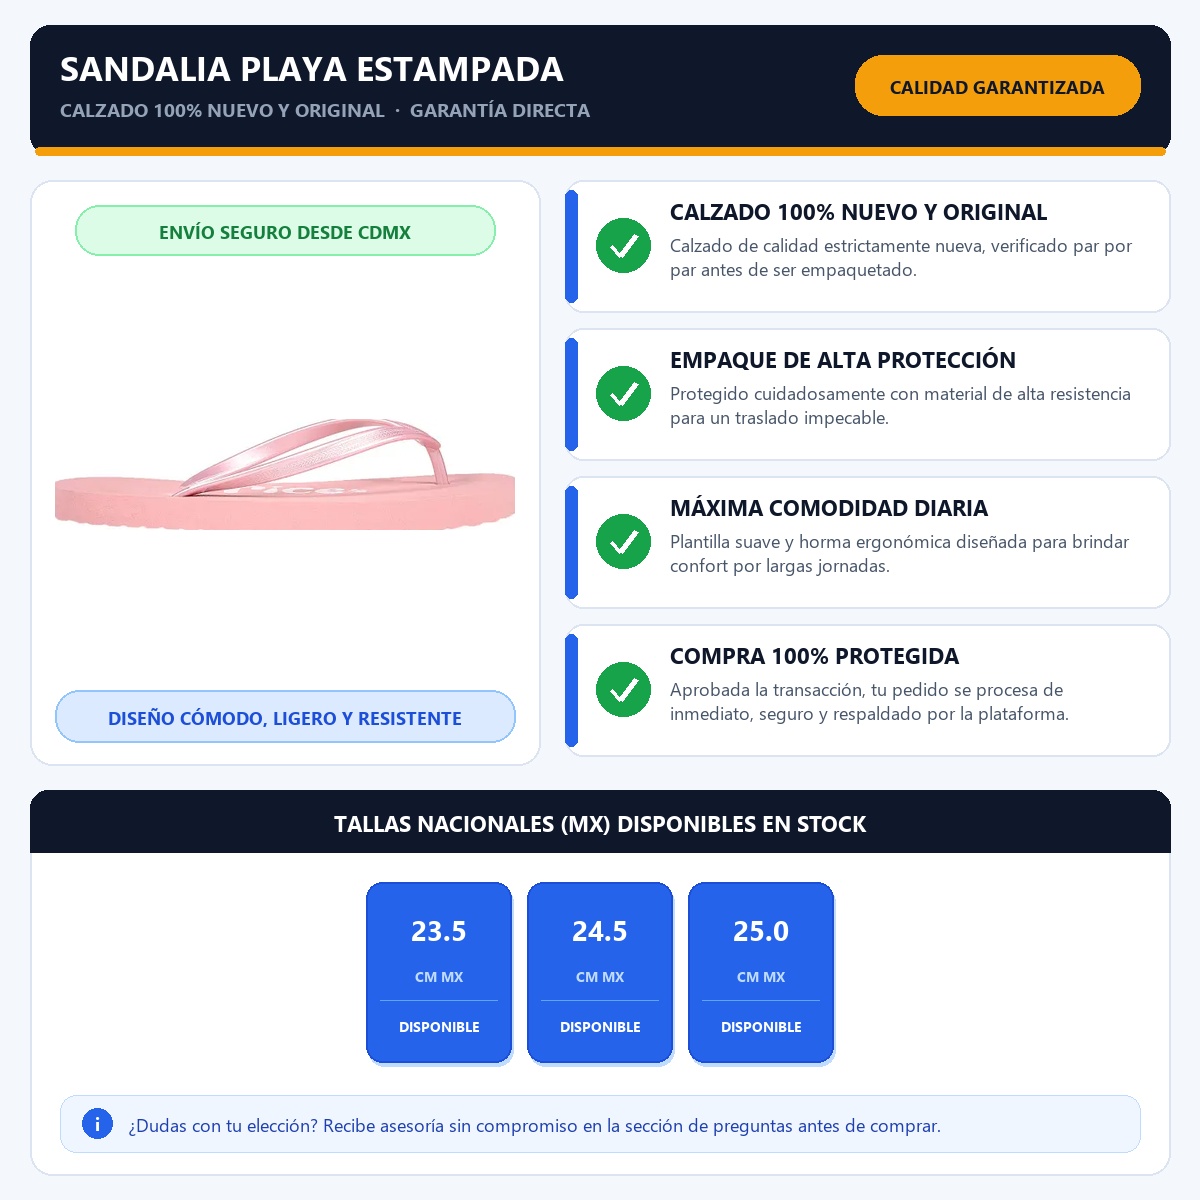 SANDALIA PLAYA ESTAMPADA
CALZADO 100% NUEVO Y ORIGINAL · GARANTÍA DIRECTA
CALIDAD GARANTIZADA
ENVÍO SEGURO DESDE CDMX
DISEÑO CÓMODO, LIGERO Y RESISTENTE
CALZADO 100% NUEVO Y ORIGINAL
Calzado de calidad estrictamente nueva, verificado par por
par antes de ser empaquetado.
EMPAQUE DE ALTA PROTECCIÓN
Protegido cuidadosamente con material de alta resistencia
para un traslado impecable.
MÁXIMA COMODIDAD DIARIA
Plantilla suave y horma ergonómica diseñada para brindar
confort por largas jornadas.
COMPRA 100% PROTEGIDA
Aprobada la transacción, tu pedido se procesa de
inmediato, seguro y respaldado por la plataforma.
TALLAS NACIONALES (MX) DISPONIBLES EN STOCK
23.5
CM MX
DISPONIBLE
24.5
CM MX
DISPONIBLE
25.0
CM MX
DISPONIBLE
¿Dudas con tu elección? Recibe asesoría sin compromiso en la sección de preguntas antes de comprar.